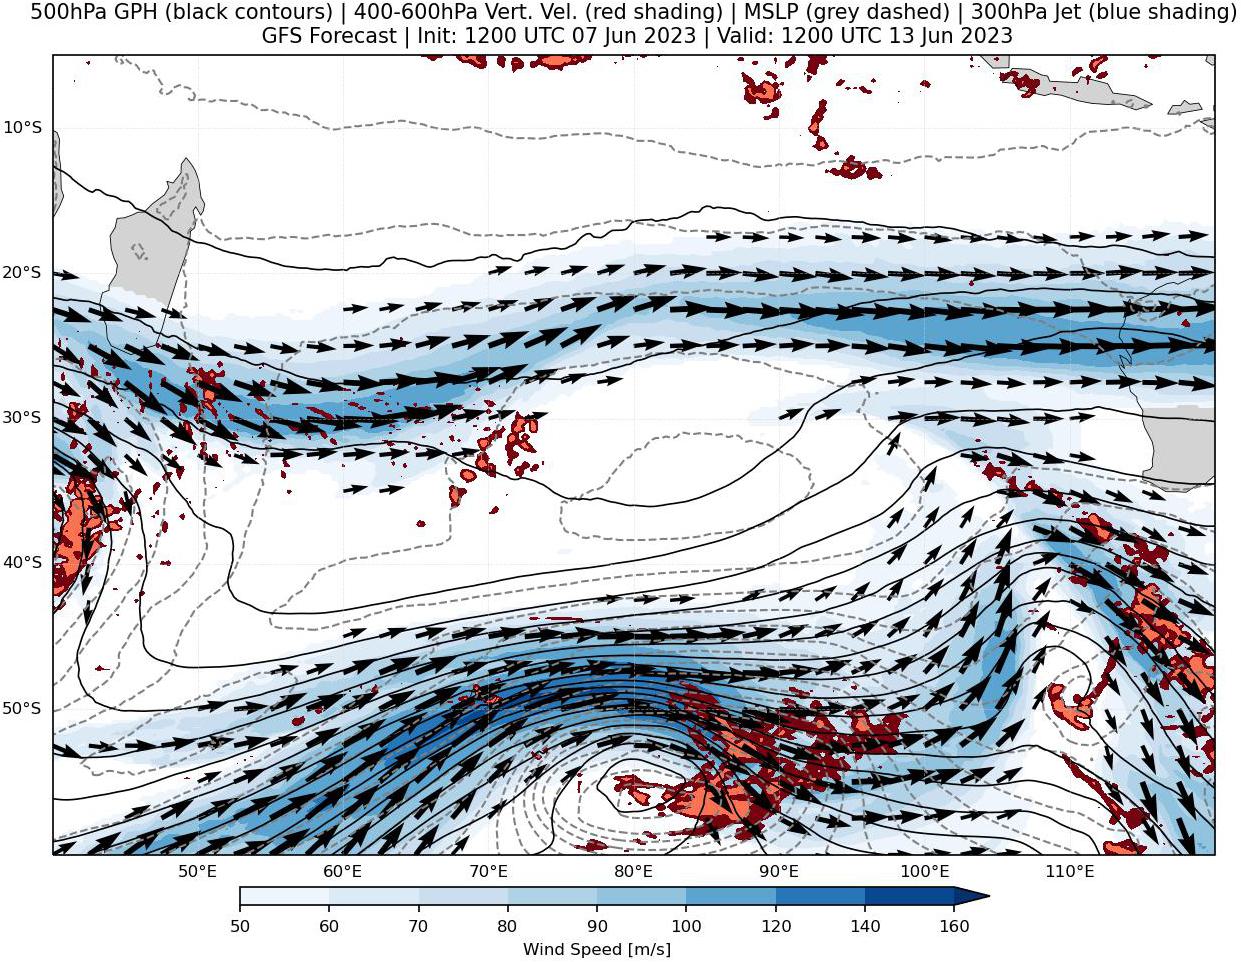 500hPa GPH (black contours) | 400-600hPa Vert. Vel. (red shading) | MSLP (grey dashed) | 300hPa Jet (blue shading)
GFS Forecast | Init: 1200 UTC 07 Jun 2023 | Valid: 1200 UTC 13 Jun 2023
10°S
20°S
30°S
40°S
50°S
50°E 60°E 70°E 80°E 90°E 100°E 110°E
50 60 70 80 90 100 120 140 160
Wind Speed [m/s]